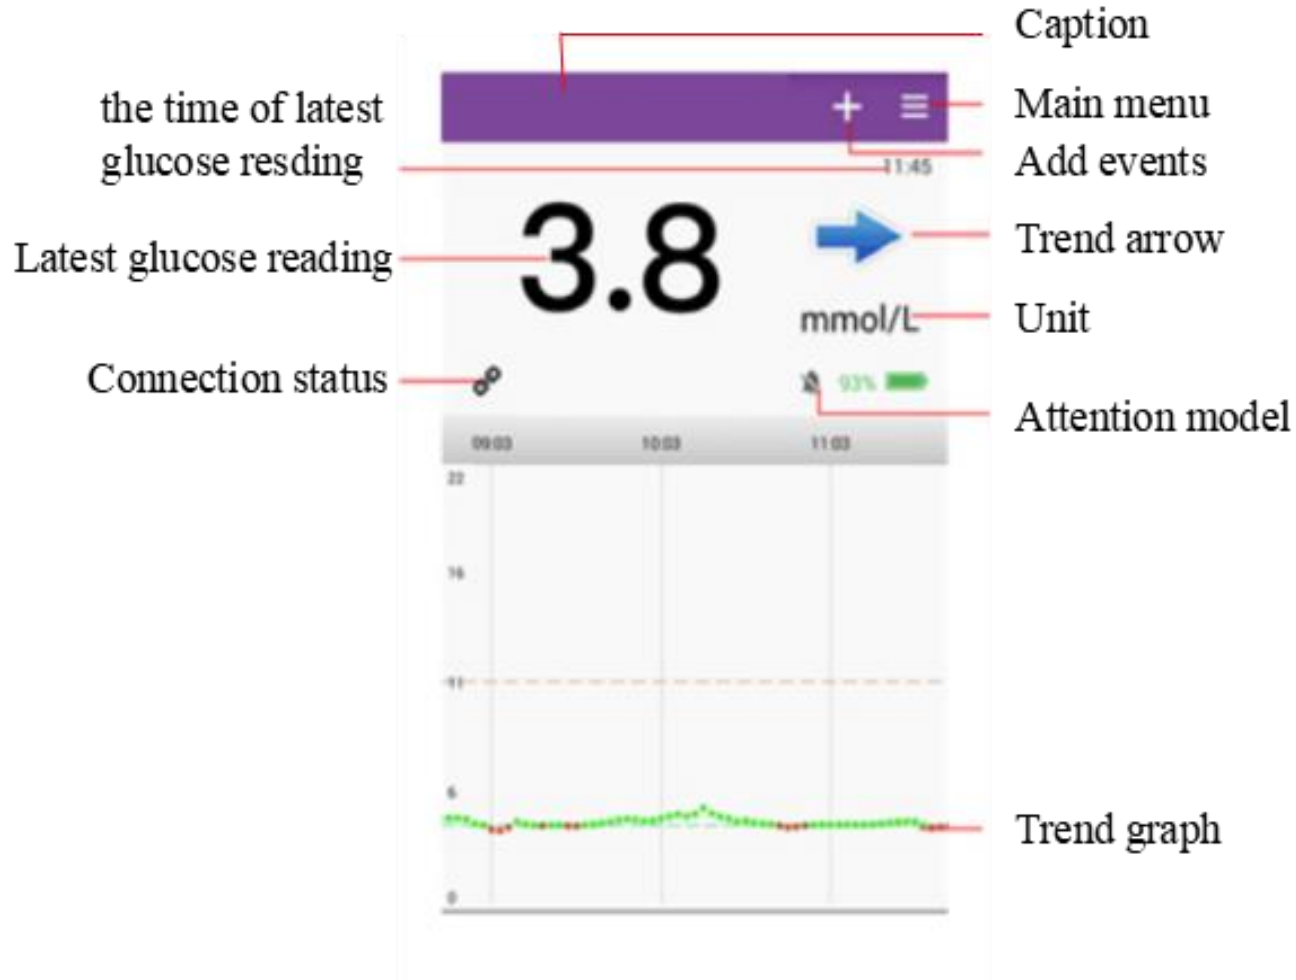 Caption
the time of latest
glucose resding
Main menu
Add events
11:45
3.8
Trend arrow
Latest glucose reading
mmol/L
Unit
Connection status
93%
Attention model
09:03 10:03 11:03
22
16
11
6
Trend graph
0